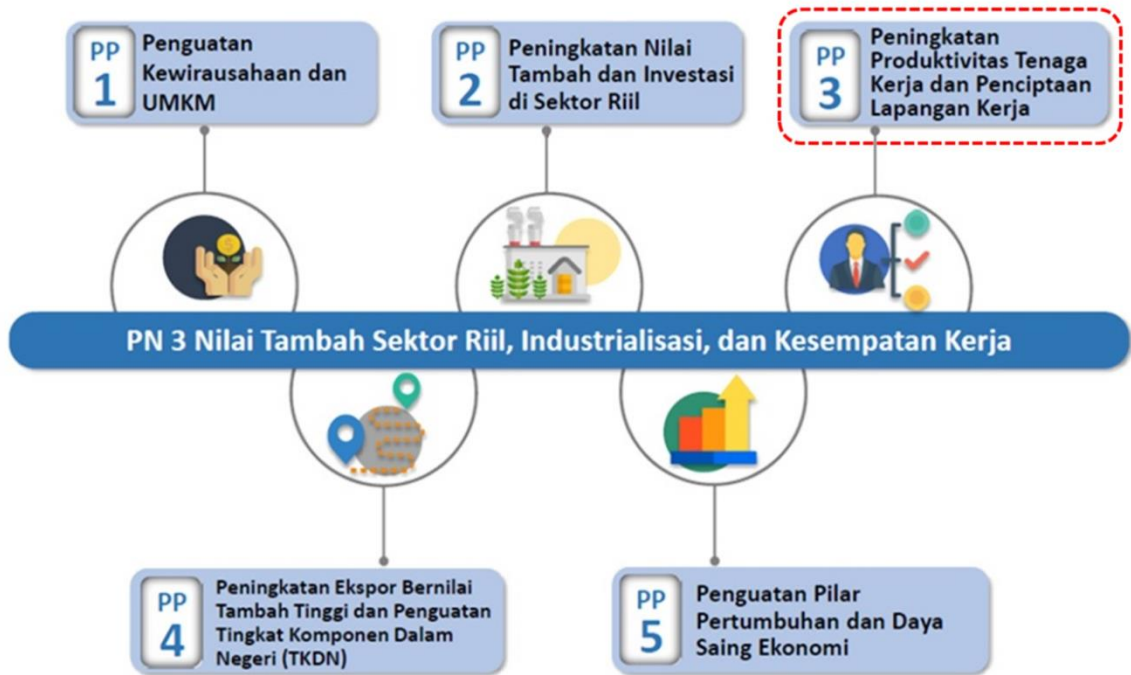 PP
1
Penguatan
Kewirausahaan dan
UMKM
PP
2
Peningkatan Nilai
Tambah dan Investasi
di Sektor Riil
PP
3
Peningkatan
Produktivitas Tenaga
Kerja dan Penciptaan
Lapangan Kerja
$
PN 3 Nilai Tambah Sektor Riil, Industrialisasi, dan Kesempatan Kerja
PP
4
Peningkatan Ekspor Bernilai
Tambah Tinggi dan Penguatan
Tingkat Komponen Dalam
Negeri (TKDN)
PP
5
Penguatan Pilar
Pertumbuhan dan Daya
Saing Ekonomi